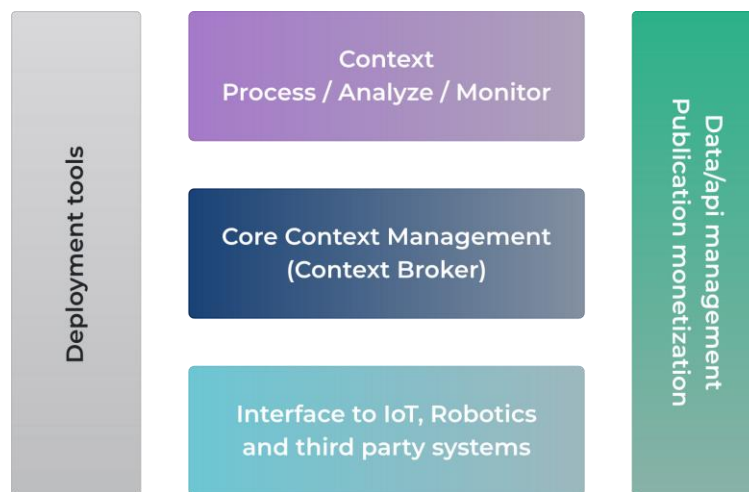 Deployment tools
Context
Process / Analyze / Monitor
Core Context Management
(Context Broker)
Interface to IoT, Robotics
and third party systems
Data/api management
Publication monetization